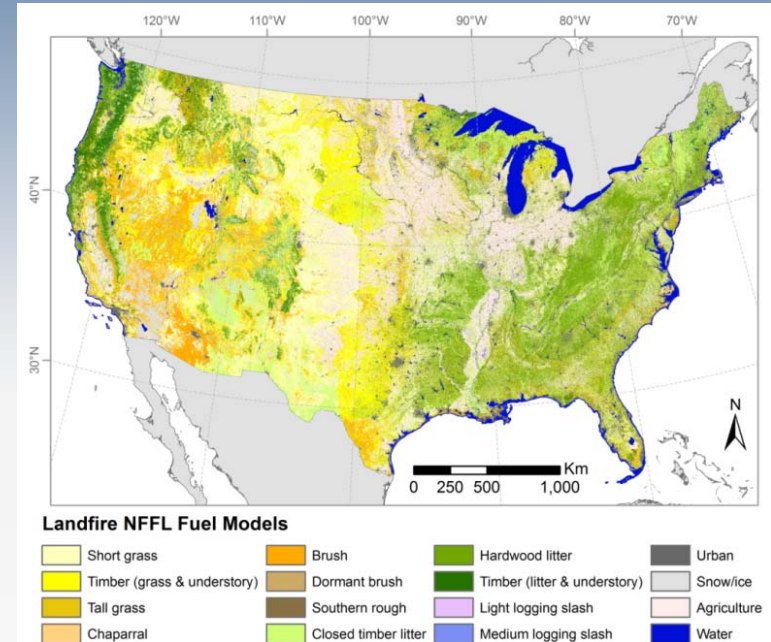 120°W 110°W 100°W 90°W 80°W 70°W
40°N
30°N
N
Km
0 250 500 1,000
Landfire NFFL Fuel Models
Short grass Brush Hardwood litter Urban
Timber (grass & understory) Dormant brush Timber (litter & understory) Snow/ice
Tall grass Southern rough Light logging slash Agriculture
Chaparral Closed timber litter Medium logging slash Water